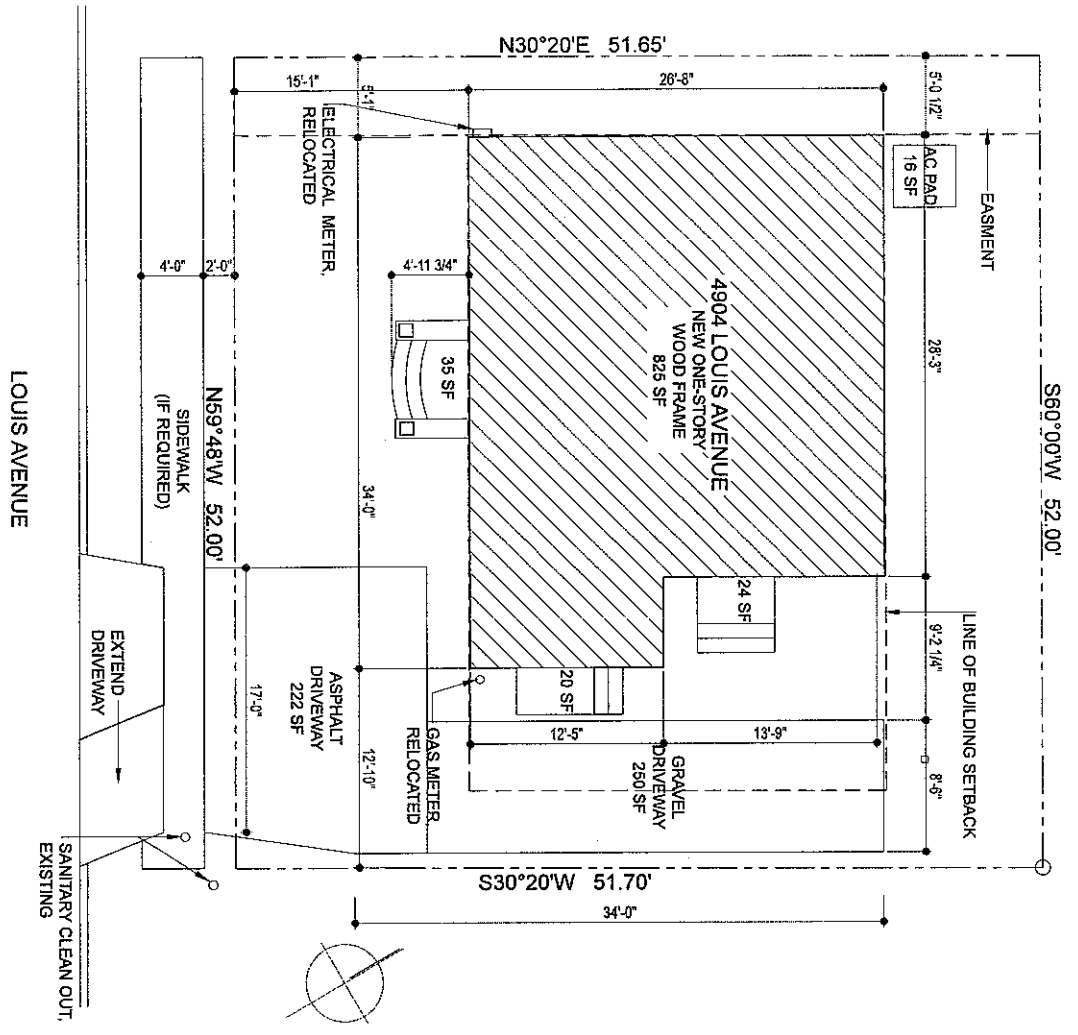 N30°20'E 51.65'
15'-1"
26'-8"
5'-1"
5'-0 1/2"
ELECTRICAL METER,
RELOCATED
AC PAD
16 SF
EASMENT
S60°00'W 52.00'
4'-0"
2'-0"
4'-11 3/4"
35 SF
4904 LOUIS AVENUE
NEW ONE-STORY
WOOD FRAME
825 SF
28'-3"
LOUIS AVENUE
SIDEWALK
(IF REQUIRED)
N59°48'W 52.00'
34'-0"
24 SF
LINE OF BUILDING SETBACK
9'-2 1/4"
EXTEND
DRIVEWAY
17'-0"
ASPHALT
DRIVEWAY
222 SF
12'-10"
GAS METER
RELOCATED
20 SF
12'-5"
13'-9"
GRAVEL
DRIVEWAY
250 SF
8'-6"
SANITARY CLEAN OUT,
EXISTING
S30°20'W 51.70'
34'-0"